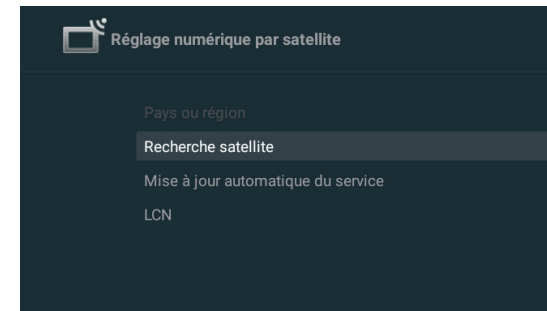 Réglage numérique par satellite
Pays ou région
Recherche satellite
Mise à jour automatique du service
LCN